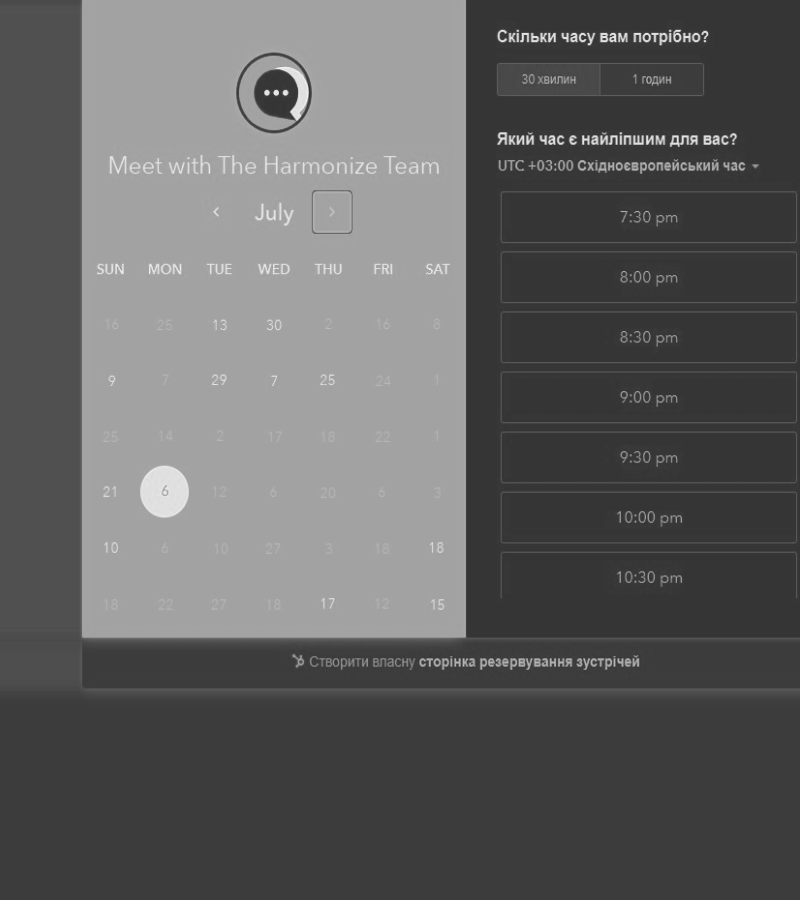 Meet with The Harmonize Team
July
SUN MON TUE WED THU FRI SAT
16 25 13 30 2 16 8
9 7 29 7 25 24 1
25 14 2 17 18 22 1
21 6 12 6 20 6 3
10 6 10 27 3 18 18
18 22 27 18 17 12 15
Скільки часу вам потрібно?
30 хвилин 1 годин
Який час є найліпшим для вас?
UTC +03:00 Східноєвропейський час
7:30 pm
8:00 pm
8:30 pm
9:00 pm
9:30 pm
10:00 pm
10:30 pm
Створити власну сторінка резервування зустрічей